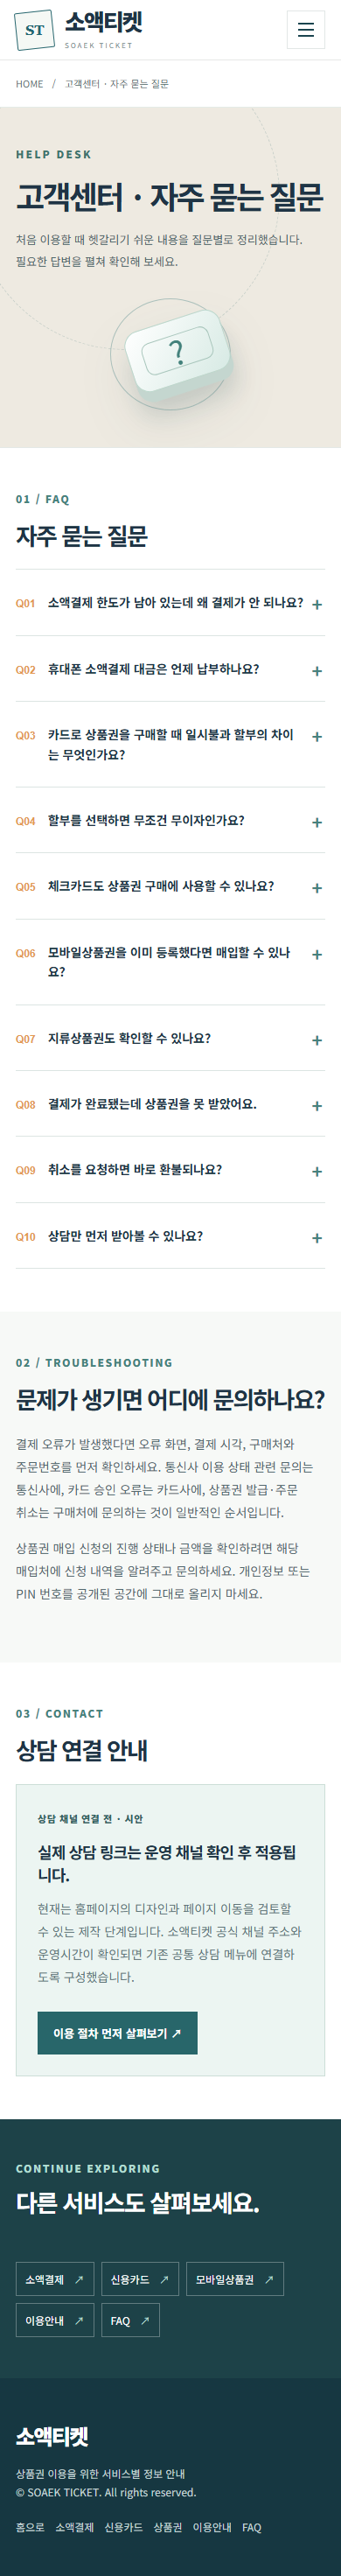 ST
소액티켓
SOAEK TICKET
HOME / 고객센터 · 자주 묻는 질문
HELP DESK
고객센터 · 자주 묻는 질문
처음 이용할 때 헷갈리기 쉬운 내용을 질문별로 정리했습니다.
필요한 답변을 펼쳐 확인해 보세요.
?
01 / FAQ
자주 묻는 질문
Q01 소액결제 한도가 남아 있는데 왜 결제가 안 되나요? +
Q02 휴대폰 소액결제 대금은 언제 납부하나요? +
Q03 카드로 상품권을 구매할 때 일시불과 할부의 차이 +
는 무엇인가요?
Q04 할부를 선택하면 무조건 무이자인가요? +
Q05 체크카드도 상품권 구매에 사용할 수 있나요? +
Q06 모바일상품권을 이미 등록했다면 매입할 수 있나 +
요?
Q07 지류상품권도 확인할 수 있나요? +
Q08 결제가 완료됐는데 상품권을 못 받았어요. +
Q09 취소를 요청하면 바로 환불되나요? +
Q10 상담만 먼저 받아볼 수 있나요? +
02 / TROUBLESHOOTING
문제가 생기면 어디에 문의하나요?
결제 오류가 발생했다면 오류 화면, 결제 시각, 구매처와
주문번호를 먼저 확인하세요. 통신사 이용 상태 관련 문의는
통신사에, 카드 승인 오류는 카드사에, 상품권 발급·주문
취소는 구매처에 문의하는 것이 일반적인 순서입니다.
상품권 매입 신청의 진행 상태나 금액을 확인하려면 해당
매입처에 신청 내역을 알려주고 문의하세요. 개인정보 또는
PIN 번호를 공개된 공간에 그대로 올리지 마세요.
03 / CONTACT
상담 연결 안내
상담 채널 연결 전 · 시안
실제 상담 링크는 운영 채널 확인 후 적용됩
니다.
현재는 홈페이지의 디자인과 페이지 이동을 검토할
수 있는 제작 단계입니다. 소액티켓 공식 채널 주소와
운영시간이 확인되면 기존 공통 상담 메뉴에 연결하
도록 구성했습니다.
이용 절차 먼저 살펴보기 ↗
CONTINUE EXPLORING
다른 서비스도 살펴보세요.
소액결제 ↗ 신용카드 ↗ 모바일상품권 ↗
이용안내 ↗ FAQ ↗
소액티켓
상품권 이용을 위한 서비스별 정보 안내
© SOAEK TICKET. All rights reserved.
홈으로 소액결제 신용카드 상품권 이용안내 FAQ